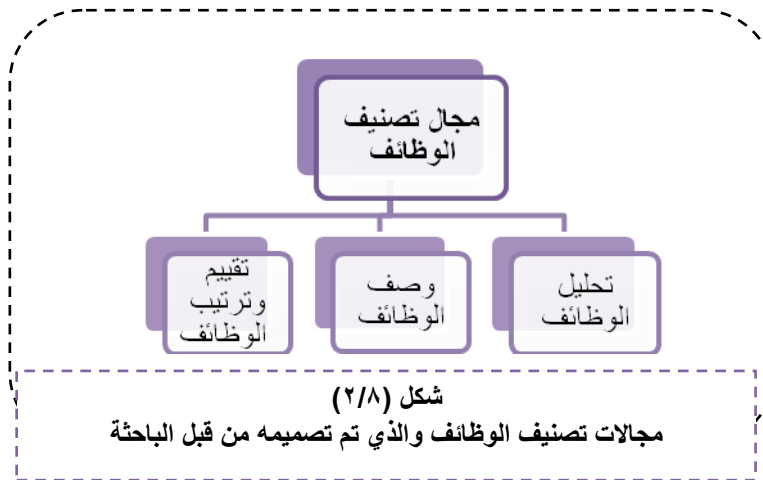 مجال تصنيف
الوظائف
تحليل
الوظائف
وصف
الوظائف
تقييم
وترتيب
الوظائف
شكل (٢/٨)
مجالات تصنيف الوظائف والذي تم تصميمه من قبل الباحثة